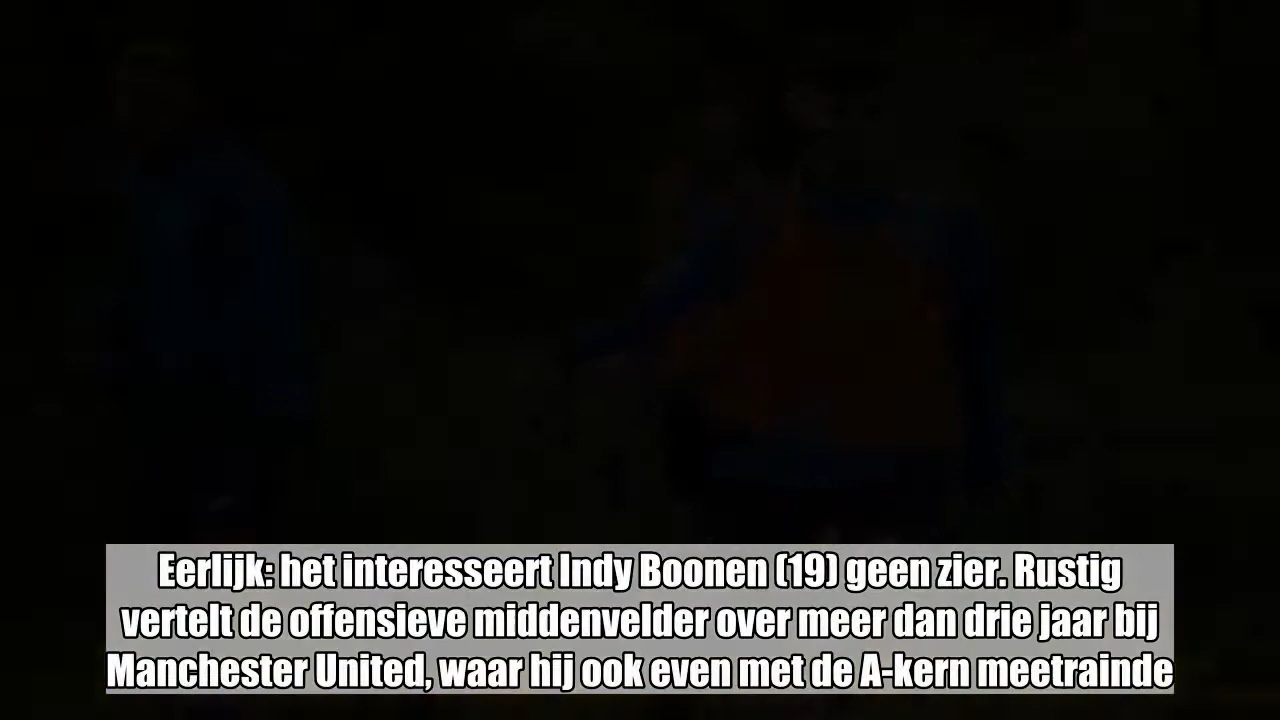 Eerlijk: het interesseert Indy Boonen (19) geen zier. Rustig
vertelt de offensieve middenvelder over meer dan drie jaar bij
Manchester United, waar hij ook even met de A-kern meetrainde